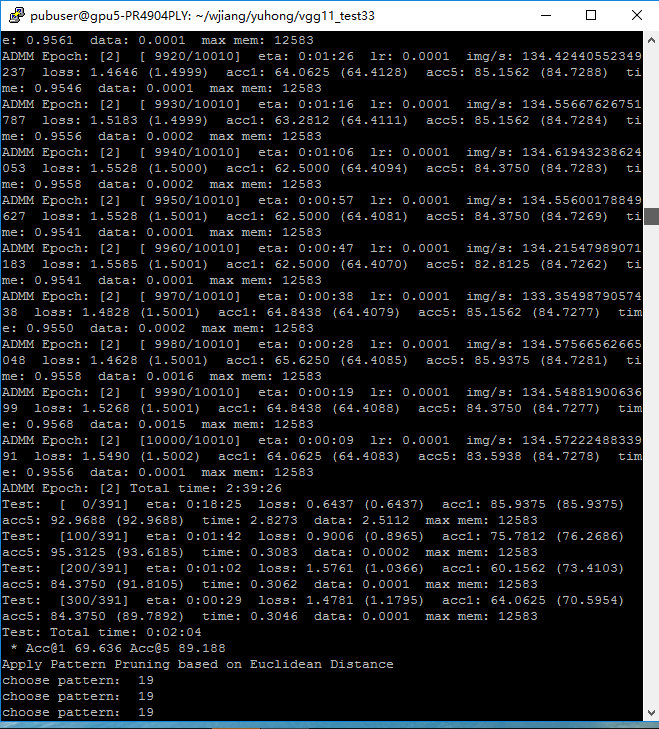 pubuser@gpu5-PR4904PLY: ~/wjiang/yuhong/vgg11_test33
e: 0.9561  data: 0.0001  max mem: 12583
ADMM Epoch: [2]  [ 9920/10010]  eta: 0:01:26  lr: 0.0001  img/s: 134.42440552349
237  loss: 1.4646 (1.4999)  acc1: 64.0625 (64.4128)  acc5: 85.1562 (84.7288)  ti
me: 0.9546  data: 0.0001  max mem: 12583
ADMM Epoch: [2]  [ 9930/10010]  eta: 0:01:16  lr: 0.0001  img/s: 134.55667626751
787  loss: 1.5183 (1.4999)  acc1: 63.2812 (64.4111)  acc5: 85.1562 (84.7284)  ti
me: 0.9556  data: 0.0002  max mem: 12583
ADMM Epoch: [2]  [ 9940/10010]  eta: 0:01:06  lr: 0.0001  img/s: 134.61943238624
053  loss: 1.5528 (1.5000)  acc1: 62.5000 (64.4094)  acc5: 84.3750 (84.7283)  ti
me: 0.9558  data: 0.0002  max mem: 12583
ADMM Epoch: [2]  [ 9950/10010]  eta: 0:00:57  lr: 0.0001  img/s: 134.55600178849
627  loss: 1.5528 (1.5001)  acc1: 62.5000 (64.4081)  acc5: 84.3750 (84.7269)  ti
me: 0.9541  data: 0.0001  max mem: 12583
ADMM Epoch: [2]  [ 9960/10010]  eta: 0:00:47  lr: 0.0001  img/s: 134.21547989071
183  loss: 1.5585 (1.5001)  acc1: 62.5000 (64.4070)  acc5: 82.8125 (84.7262)  ti
me: 0.9541  data: 0.0001  max mem: 12583
ADMM Epoch: [2]  [ 9970/10010]  eta: 0:00:38  lr: 0.0001  img/s: 133.35498790574
38  loss: 1.4828 (1.5001)  acc1: 64.8438 (64.4079)  acc5: 85.1562 (84.7277)  tim
e: 0.9550  data: 0.0002  max mem: 12583
ADMM Epoch: [2]  [ 9980/10010]  eta: 0:00:28  lr: 0.0001  img/s: 134.57566562665
048  loss: 1.4628 (1.5001)  acc1: 65.6250 (64.4085)  acc5: 85.9375 (84.7281)  ti
me: 0.9558  data: 0.0016  max mem: 12583
ADMM Epoch: [2]  [ 9990/10010]  eta: 0:00:19  lr: 0.0001  img/s: 134.54881900636
99  loss: 1.5268 (1.5001)  acc1: 64.8438 (64.4088)  acc5: 84.3750 (84.7277)  tim
e: 0.9568  data: 0.0015  max mem: 12583
ADMM Epoch: [2]  [10000/10010]  eta: 0:00:09  lr: 0.0001  img/s: 134.57222488339
91  loss: 1.5490 (1.5002)  acc1: 64.0625 (64.4083)  acc5: 83.5938 (84.7278)  tim
e: 0.9556  data: 0.0001  max mem: 12583
ADMM Epoch: [2] Total time: 2:39:26
Test:  [  0/391]  eta: 0:18:25  loss: 0.6437 (0.6437)  acc1: 85.9375 (85.9375)
acc5: 92.9688 (92.9688)  time: 2.8273  data: 2.5112  max mem: 12583
Test:  [100/391]  eta: 0:01:42  loss: 0.9006 (0.8965)  acc1: 75.7812 (76.2686)
acc5: 95.3125 (93.6185)  time: 0.3083  data: 0.0002  max mem: 12583
Test:  [200/391]  eta: 0:01:02  loss: 1.5761 (1.0366)  acc1: 60.1562 (73.4103)
acc5: 84.3750 (91.8105)  time: 0.3062  data: 0.0001  max mem: 12583
Test:  [300/391]  eta: 0:00:29  loss: 1.4781 (1.1795)  acc1: 64.0625 (70.5954)
acc5: 84.3750 (89.7892)  time: 0.3046  data: 0.0001  max mem: 12583
Test: Total time: 0:02:04
 * Acc@1 69.636 Acc@5 89.188
Apply Pattern Pruning based on Euclidean Distance
choose pattern:  19
choose pattern:  19
choose pattern:  19